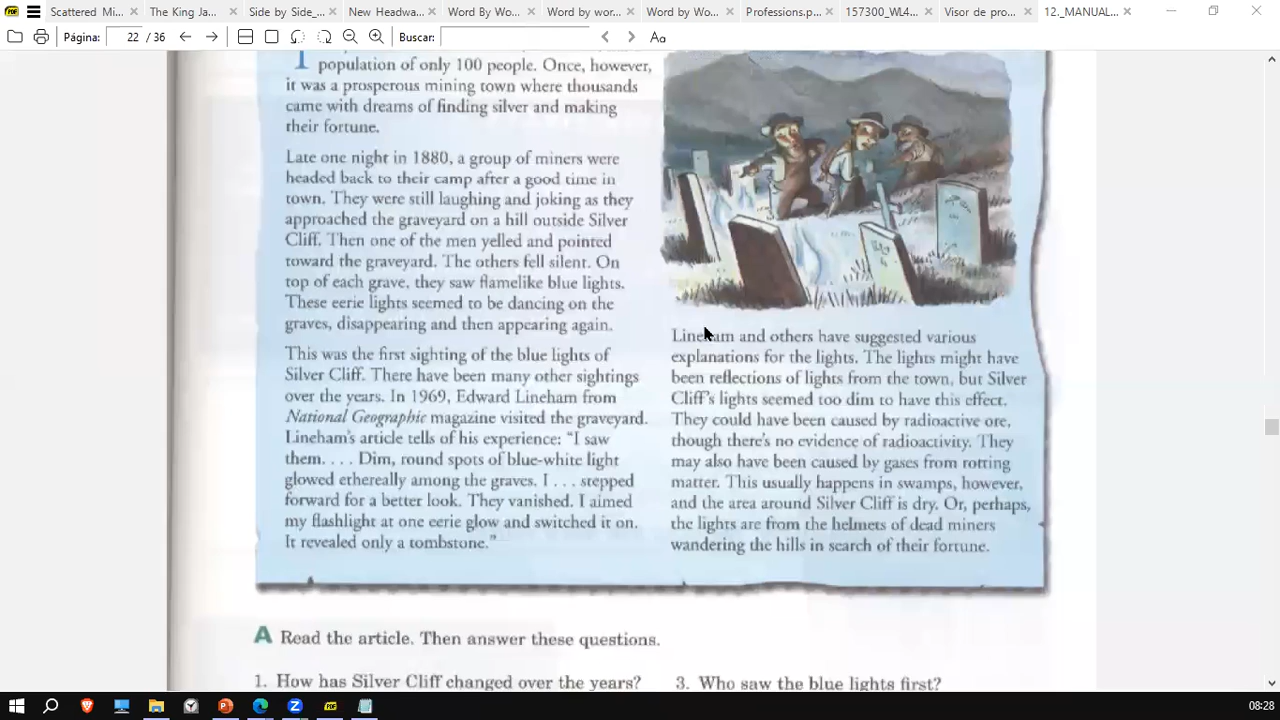 Scattered Mi...
The King Ja...
Side by Side_...
New Headwa...
Word By Wo...
Word by wor...
Word by Wo...
Professions.p...
157300_WL4...
Visor de pro...
12._MANUAL...
Página:
22 / 36
Buscar:
Aa
population of only 100 people. Once, however,
it was a prosperous mining town where thousands
came with dreams of finding silver and making
their fortune.
Late one night in 1880, a group of miners were
headed back to their camp after a good time in
town. They were still laughing and joking as they
approached the graveyard on a hill outside Silver
Cliff. Then one of the men yelled and pointed
toward the graveyard. The others fell silent. On
top of each grave, they saw flamelike blue lights.
These eerie lights seemed to be dancing on the
graves, disappearing and then appearing again.
This was the first sighting of the blue lights of
Silver Cliff. There have been many other sightings
over the years. In 1969, Edward Lineham from
National Geographic magazine visited the graveyard.
Lineham's article tells of his experience: "I saw
them. . . . Dim, round spots of blue-white light
glowed ethereally among the graves. I . . . stepped
forward for a better look. They vanished. I aimed
my flashlight at one eerie glow and switched it on.
It revealed only a tombstone."
Lineham and others have suggested various
explanations for the lights. The lights might have
been reflections of lights from the town, but Silver
Cliff's lights seemed too dim to have this effect.
They could have been caused by radioactive ore,
though there's no evidence of radioactivity. They
may also have been caused by gases from rotting
matter. This usually happens in swamps, however,
and the area around Silver Cliff is dry. Or, perhaps,
the lights are from the helmets of dead miners
wandering the hills in search of their fortune.
A Read the article. Then answer these questions.
1. How has Silver Cliff changed over the years?
3. Who saw the blue lights first?
08:28